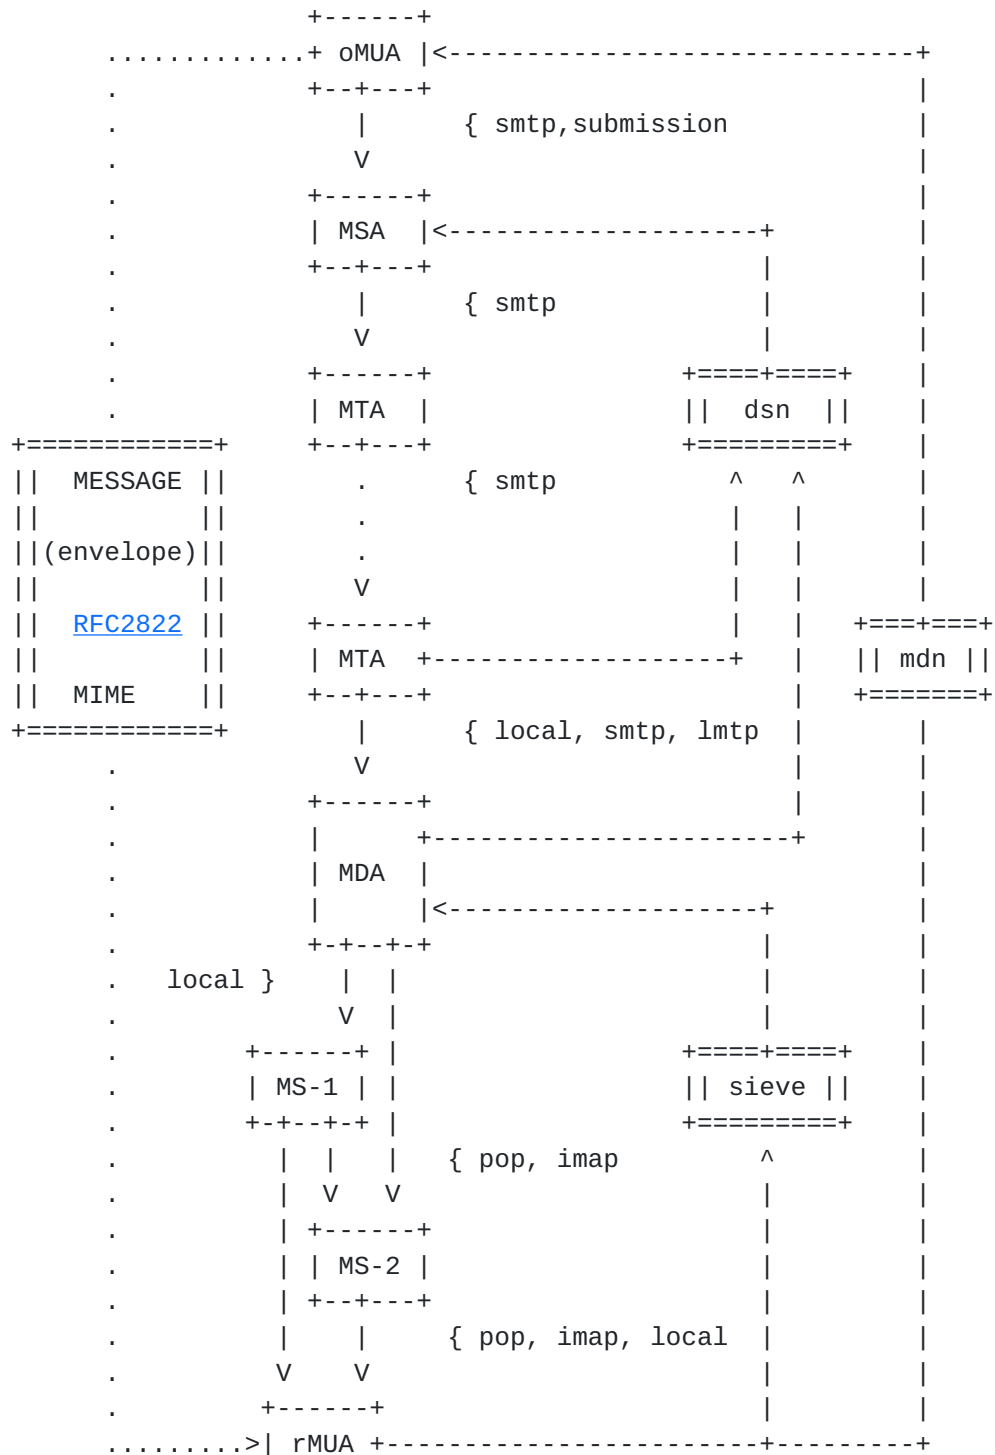 +------+
      .............+ oMUA |<------------------------------+
      .            +--+---+                               |
      .               |      { smtp,submission            |
      .               V                                   |
      .            +------+                               |
      .            | MSA  |<--------------------+         |
      .            +--+---+                     |         |
      .               |      { smtp             |         |
      .               V                         |         |
      .            +------+                +====+====+    |
      .            | MTA  |                ||  dsn  ||    |
+============+     +--+---+                +=========+    |
||  MESSAGE ||        .      { smtp           ^   ^       |
||          ||        .                       |   |       |
||(envelope)||        .                       |   |       |
||          ||        V                       |   |       |
||  RFC2822 ||     +------+                   |   |   +===+===+
||          ||     | MTA  +-------------------+   |   || mdn ||
||  MIME    ||     +--+---+                       |   +=======+
+============+        |      { local, smtp, lmtp  |       |
      .               V                           |       |
      .            +------+                       |       |
      .            |      +-----------------------+       |
      .            | MDA  |                               |
      .            |      |<--------------------+         |
      .            +-+--+-+                     |         |
      .   local }    |  |                       |         |
      .              V  |                       |         |
      .        +------+ |                  +====+====+    |
      .        | MS-1 | |                  || sieve ||    |
      .        +-+--+-+ |                  +=========+    |
      .          |  |   |   { pop, imap         ^         |
      .          |  V   V                       |         |
      .          | +------+                     |         |
      .          | | MS-2 |                     |         |
      .          | +--+---+                     |         |
      .          |    |     { pop, imap, local  |         |
      .          V    V                         |         |
      .         +------+                        |         |
      .........>| rMUA +------------------------+---------+